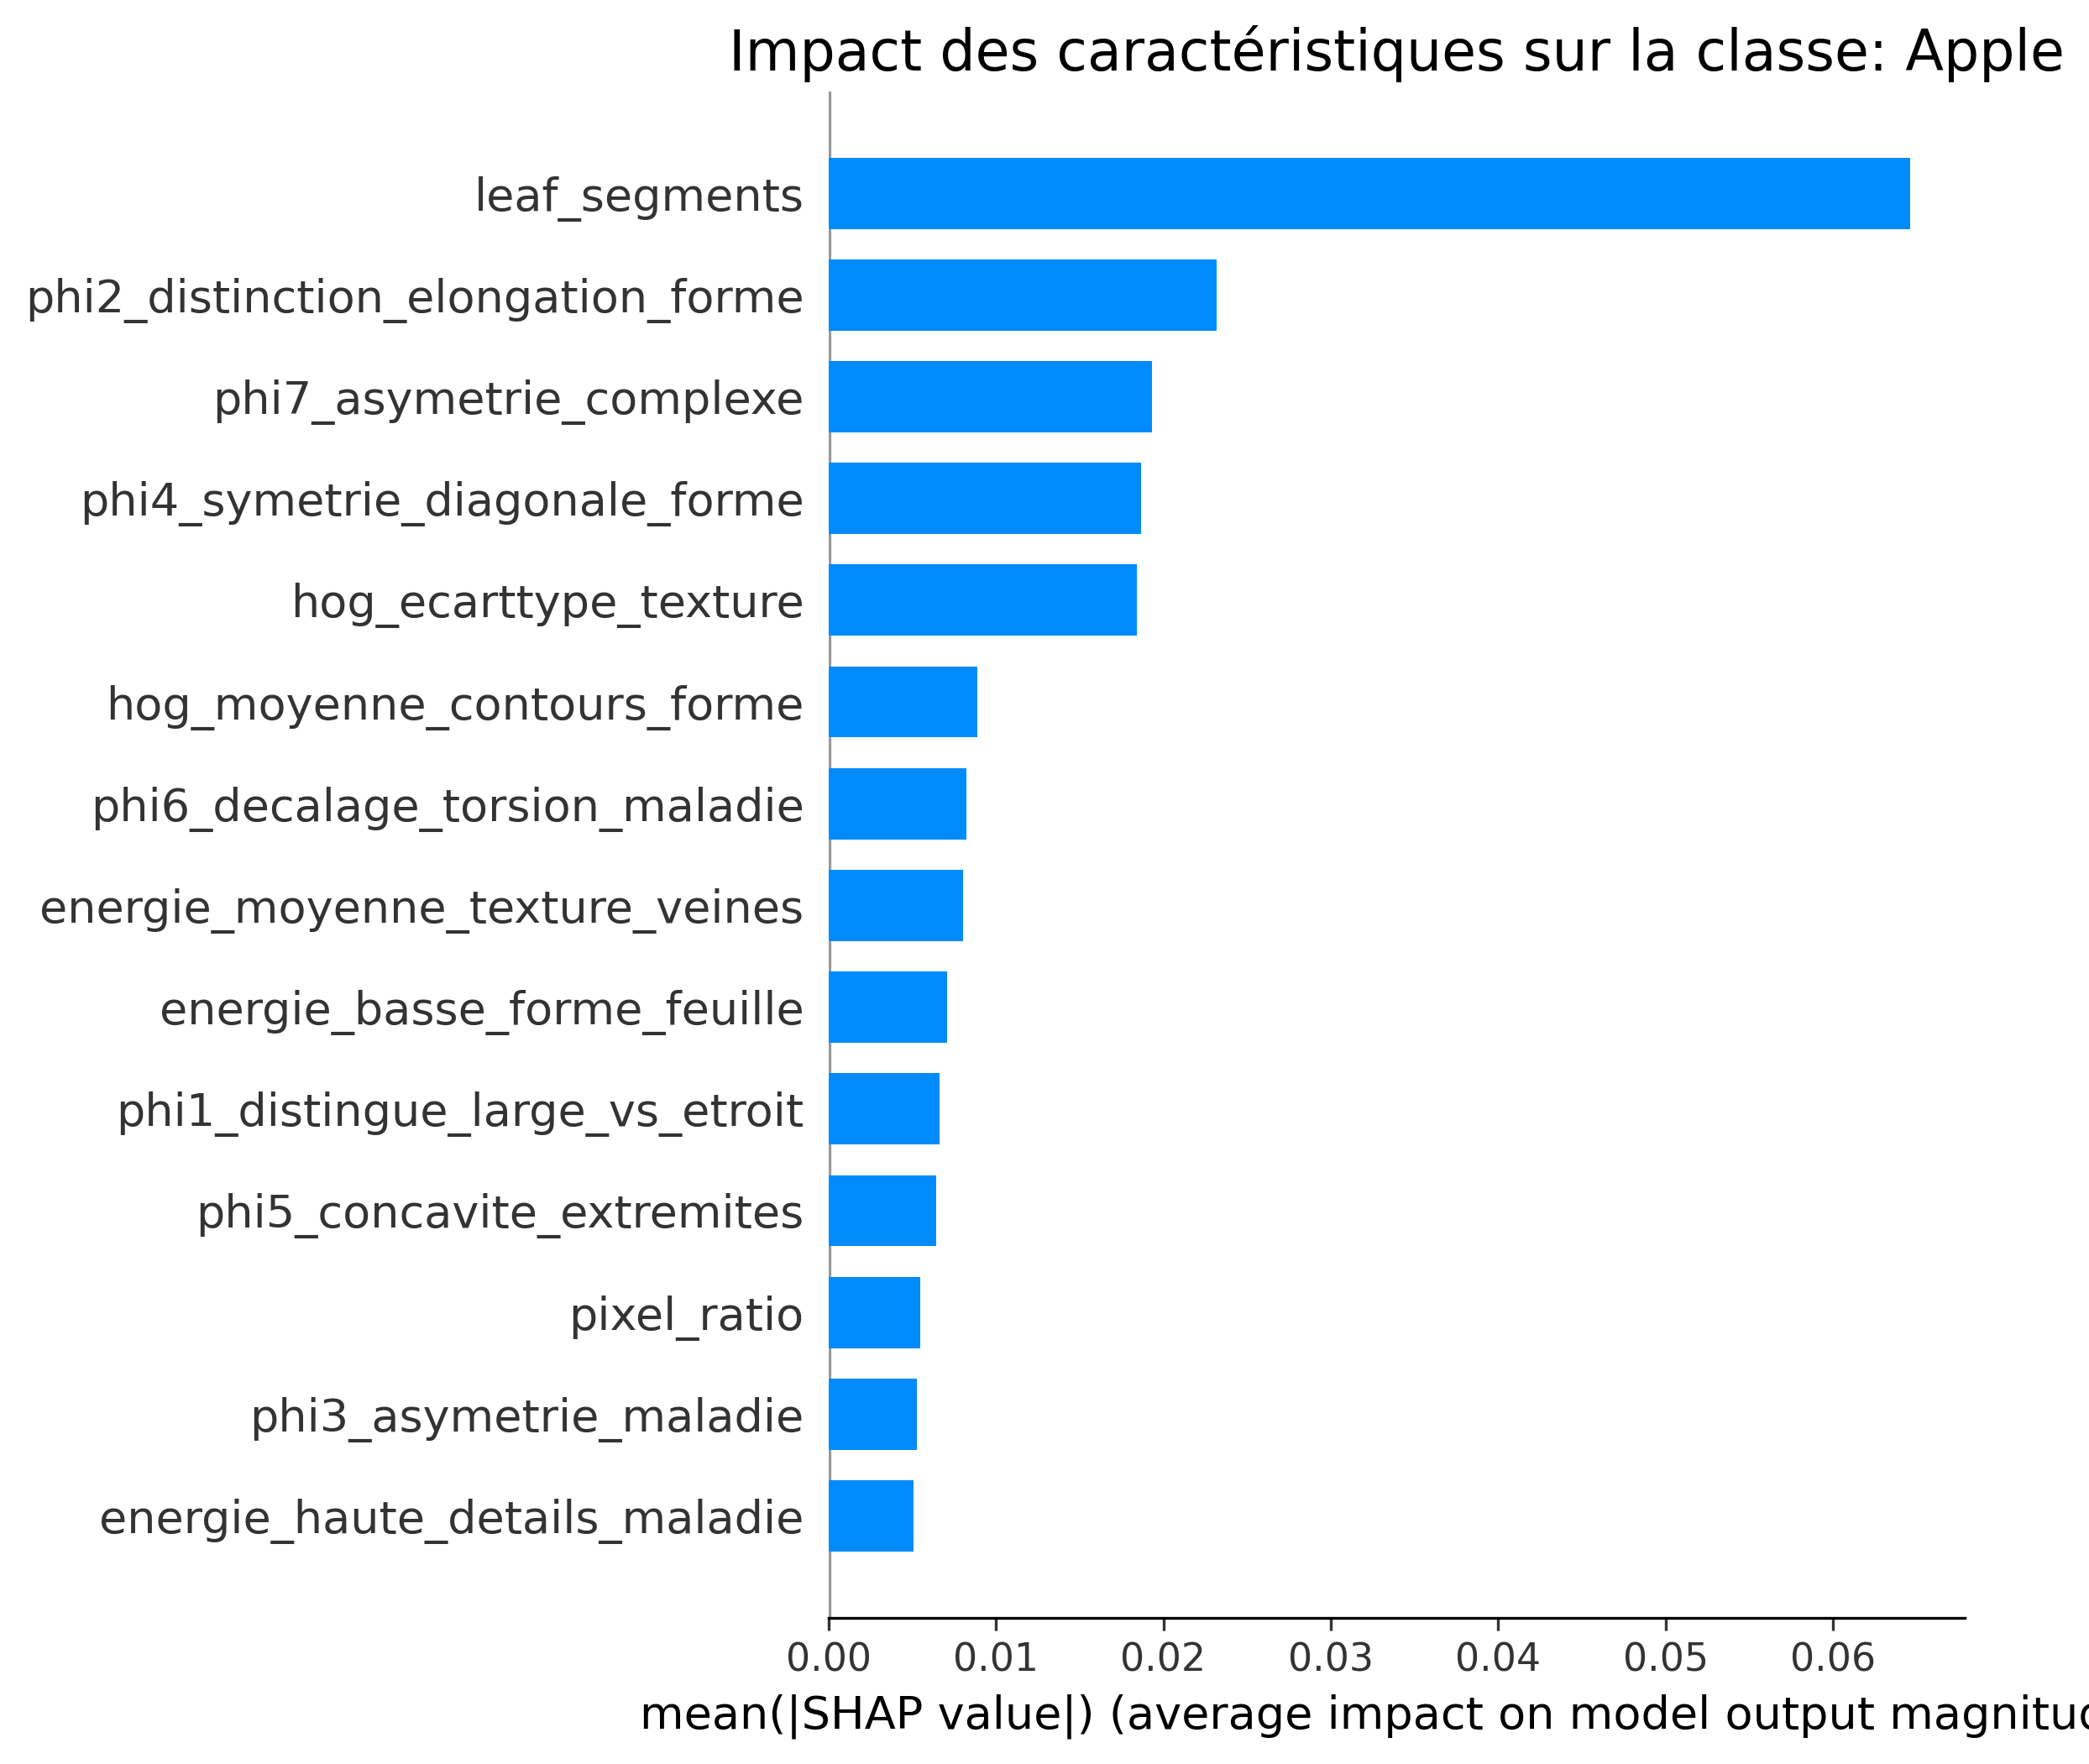 Impact des caractéristiques sur la classe: Apple
leaf_segments
phi2_distinction_elongation_forme
phi7_asymetrie_complexe
phi4_symetrie_diagonale_forme
hog_ecarttype_texture
hog_moyenne_contours_forme
phi6_decalage_torsion_maladie
energie_moyenne_texture_veines
energie_basse_forme_feuille
phi1_distingue_large_vs_etroit
phi5_concavite_extremites
pixel_ratio
phi3_asymetrie_maladie
energie_haute_details_maladie
0.00 0.01 0.02 0.03 0.04 0.05 0.06
mean(|SHAP value|) (average impact on model output